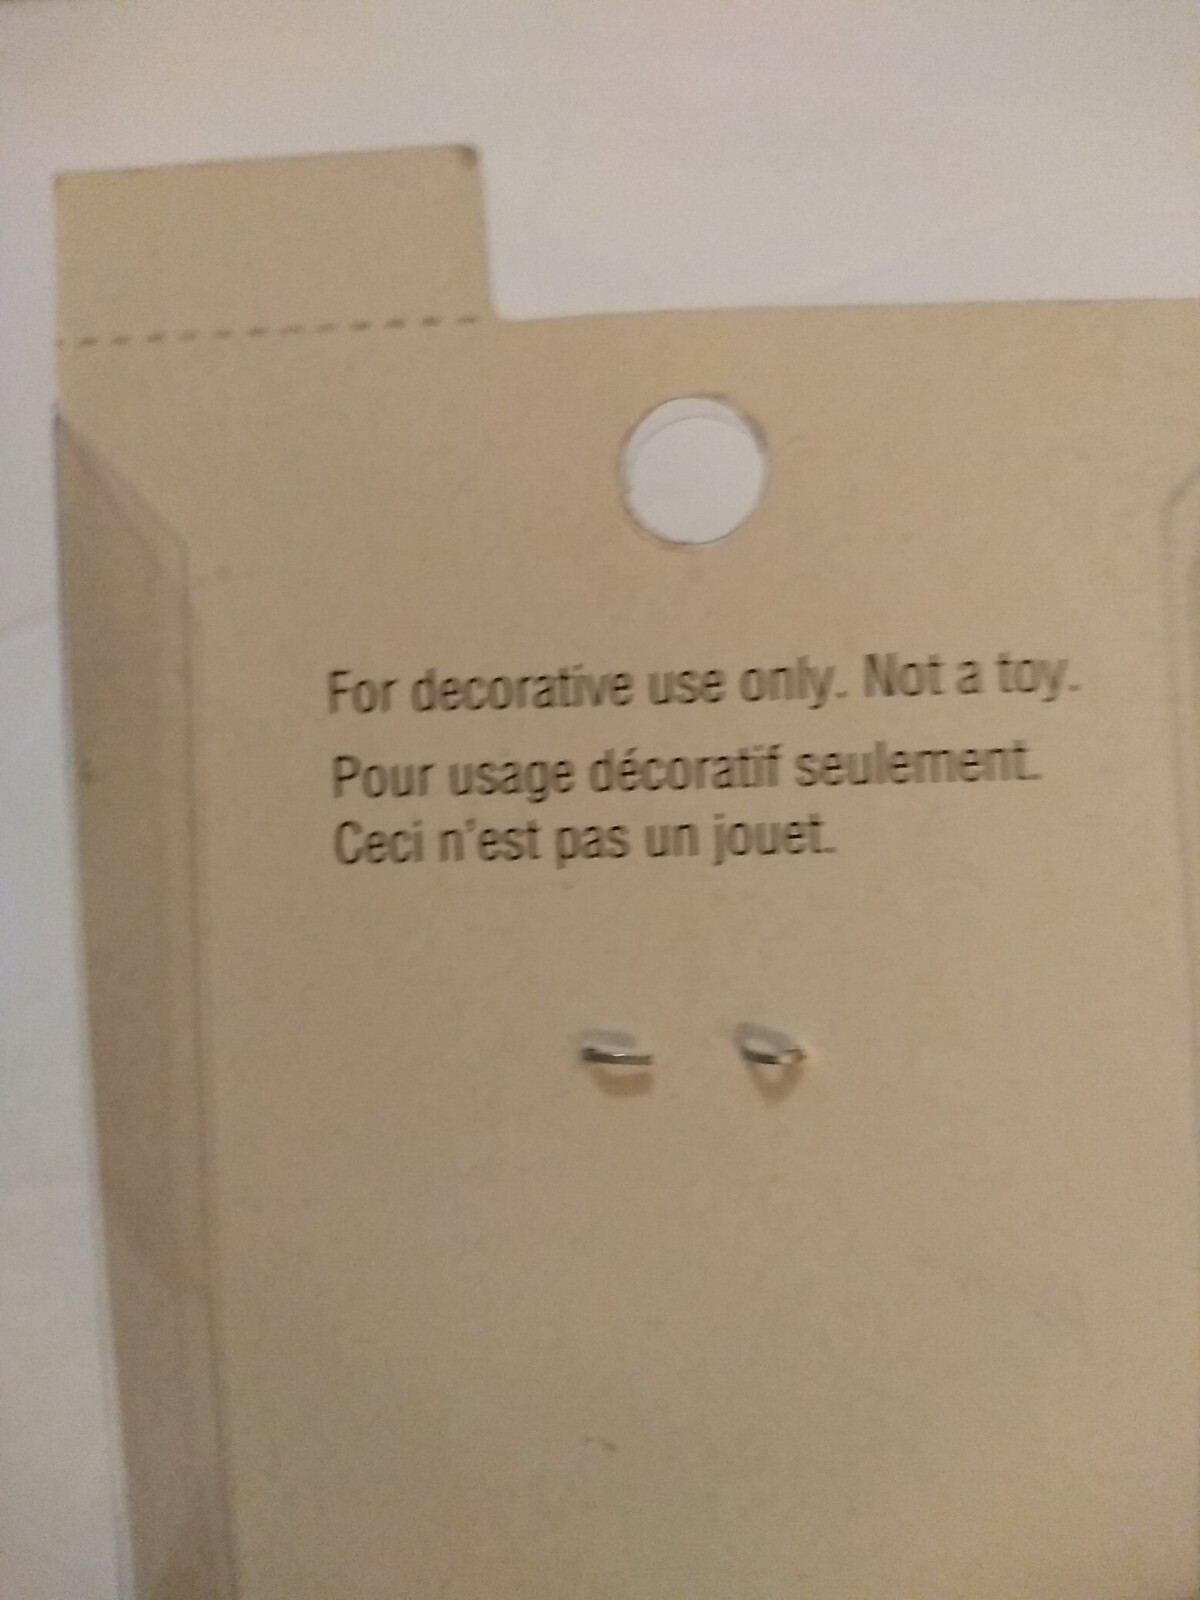 For decorative use only. Not a toy.
Pour usage décoratif seulement.
Ceci n'est pas un jouet.